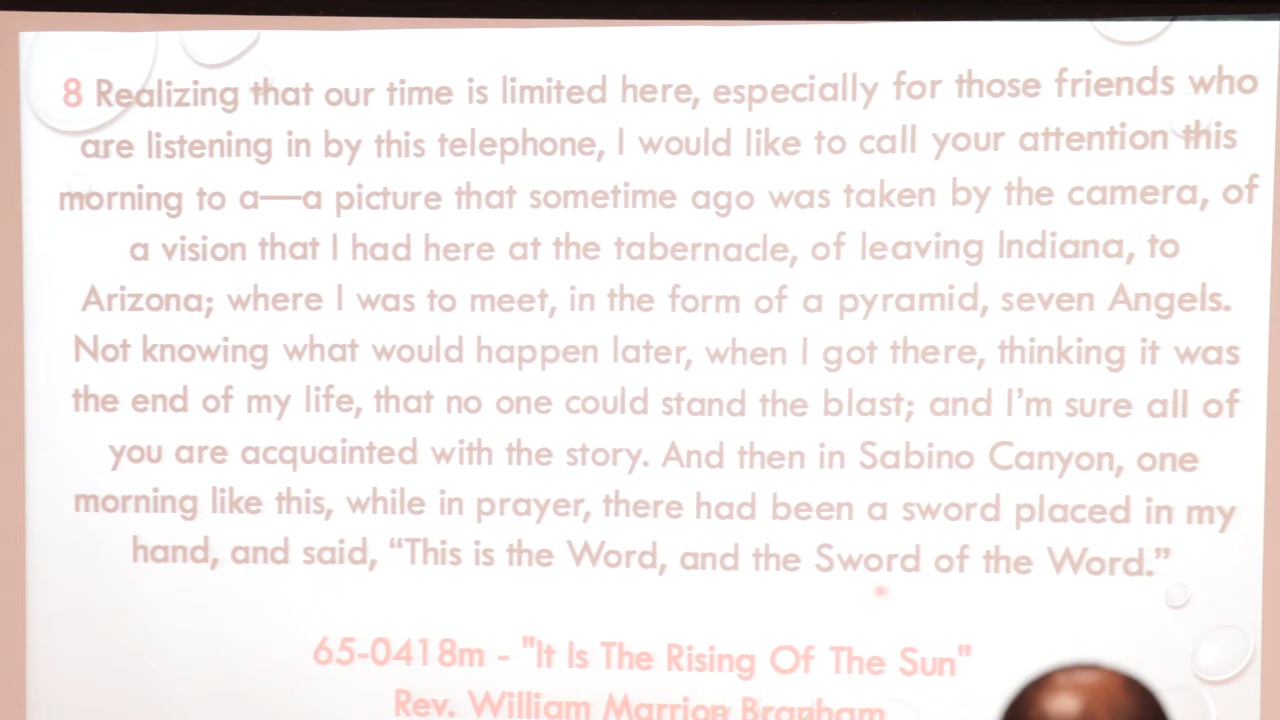 8 Realizing that our time is limited here, especially for those friends who
are listening in by this telephone, I would like to call your attention this
morning to a—a picture that sometime ago was taken by the camera, of
a vision that I had here at the tabernacle, of leaving Indiana, to
Arizona; where I was to meet, in the form of a pyramid, seven Angels.
Not knowing what would happen later, when I got there, thinking it was
the end of my life, that no one could stand the blast; and I’m sure all of
you are acquainted with the story. And then in Sabino Canyon, one
morning like this, while in prayer, there had been a sword placed in my
hand, and said, “This is the Word, and the Sword of the Word.”
65-0418m - "It Is The Rising Of The Sun"
Rev. William Marrion Branham